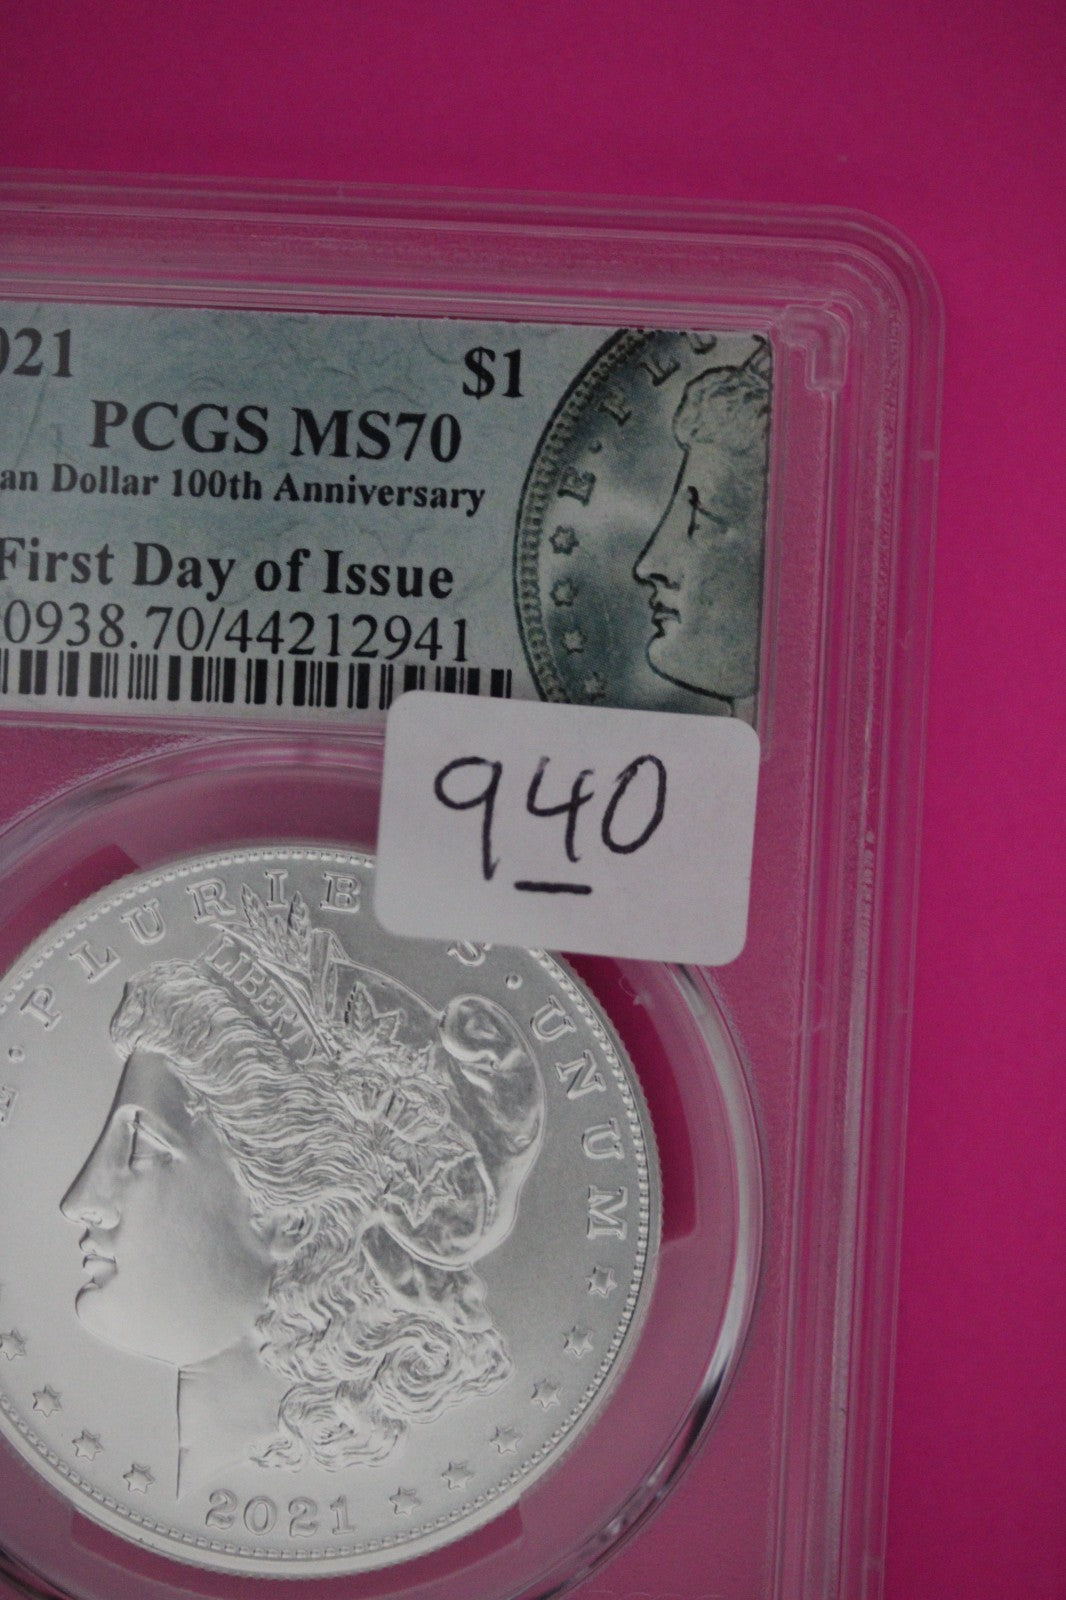 021 $1
PCGS MS70
an Dollar 100th Anniversary
First Day of Issue
0938.70/44212941
E · PLU
940
E · PLURIBUS · UNUM
LIBERTY
2021